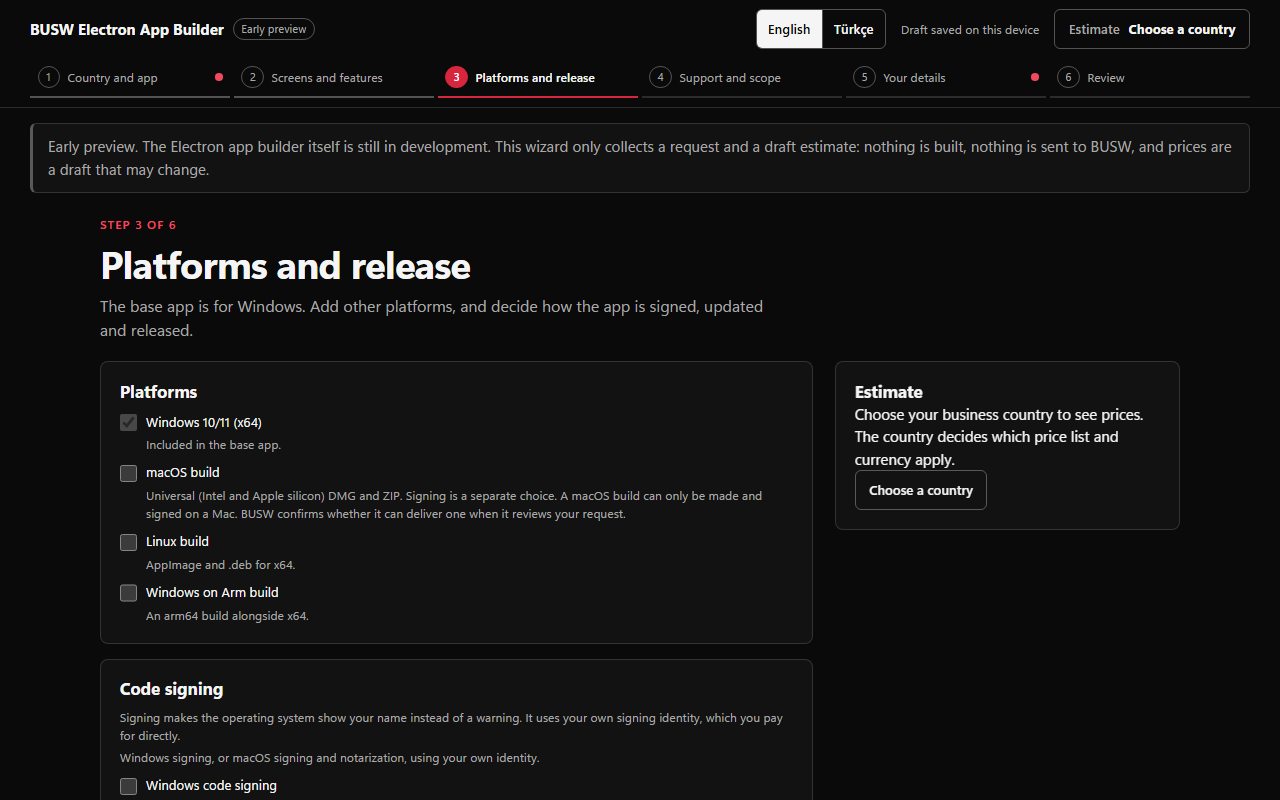 BUSW Electron App Builder
Early preview
English
Türkçe
Draft saved on this device
Estimate Choose a country
1 Country and app
2 Screens and features
3 Platforms and release
4 Support and scope
5 Your details
6 Review
Early preview. The Electron app builder itself is still in development. This wizard only collects a request and a draft estimate: nothing is built, nothing is sent to BUSW, and prices are
a draft that may change.
STEP 3 OF 6
Platforms and release
The base app is for Windows. Add other platforms, and decide how the app is signed, updated
and released.
Platforms
Windows 10/11 (x64)
Included in the base app.
macOS build
Universal (Intel and Apple silicon) DMG and ZIP. Signing is a separate choice. A macOS build can only be made and
signed on a Mac. BUSW confirms whether it can deliver one when it reviews your request.
Linux build
AppImage and .deb for x64.
Windows on Arm build
An arm64 build alongside x64.
Estimate
Choose your business country to see prices.
The country decides which price list and
currency apply.
Choose a country
Code signing
Signing makes the operating system show your name instead of a warning. It uses your own signing identity, which you pay
for directly.
Windows signing, or macOS signing and notarization, using your own identity.
Windows code signing